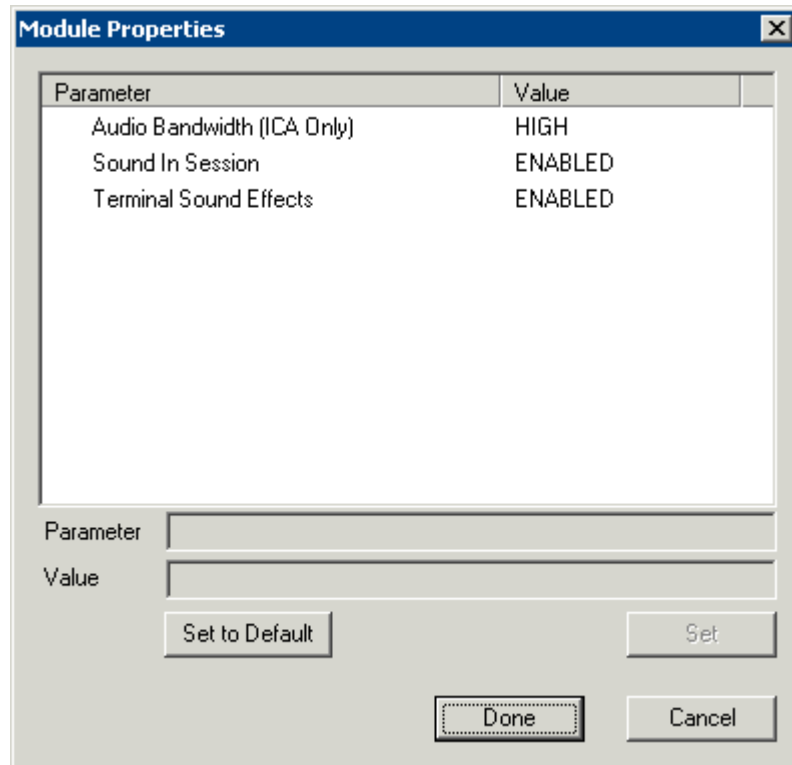 Module Properties
Parameter Value
Audio Bandwidth (ICA Only) HIGH
Sound In Session ENABLED
Terminal Sound Effects ENABLED
Parameter
Value
Set to Default Set
Done Cancel